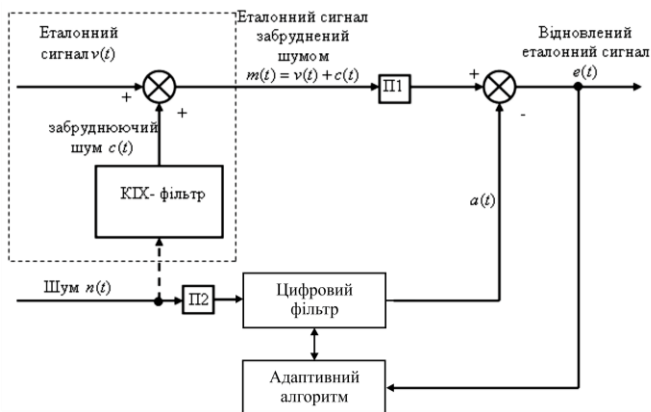 Еталонний
сигнал v(t)
Еталонний сигнал
забруднений
шумом
m(t) = v(t) + c(t)
Відновлений
еталонний сигнал
e(t)
П1
+
+
+
-
забруднюючий
шум c(t)
КІХ- фільтр
a(t)
Шум n(t)
П2
Цифровий
фільтр
Адаптивний
алгоритм